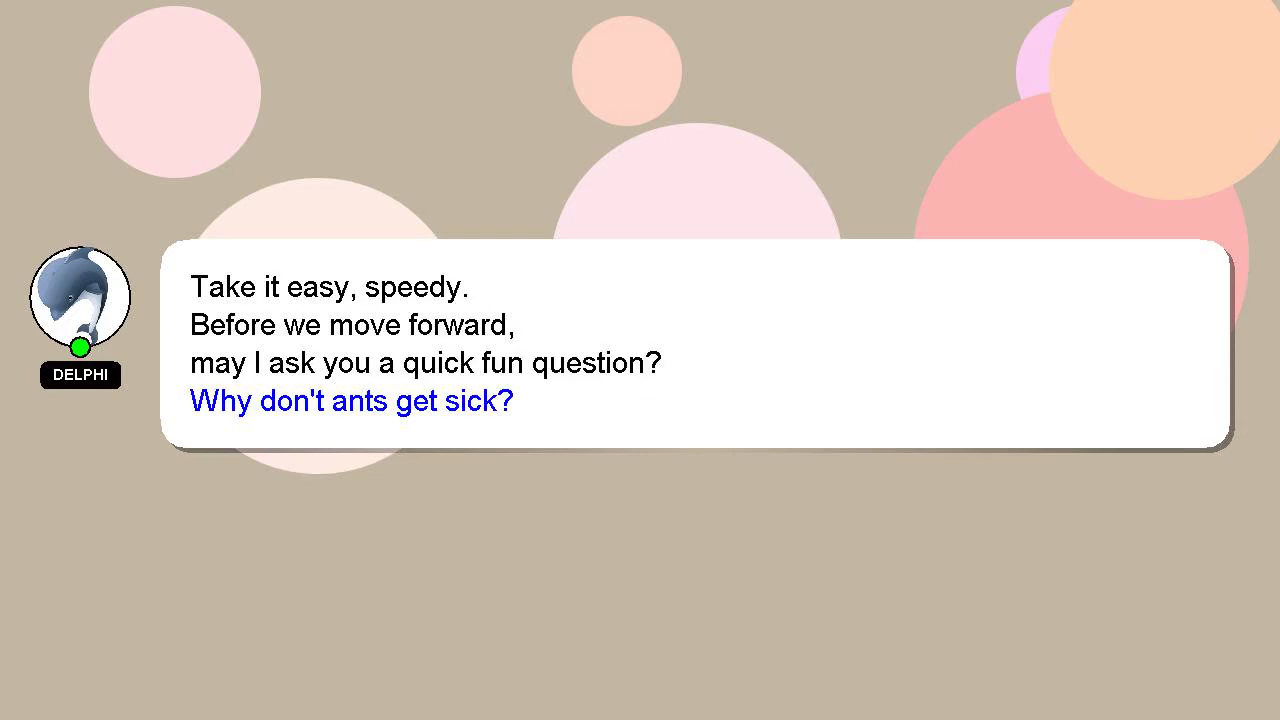 Take it easy, speedy.
Before we move forward,
may I ask you a quick fun question?
Why don't ants get sick?
DELPHI